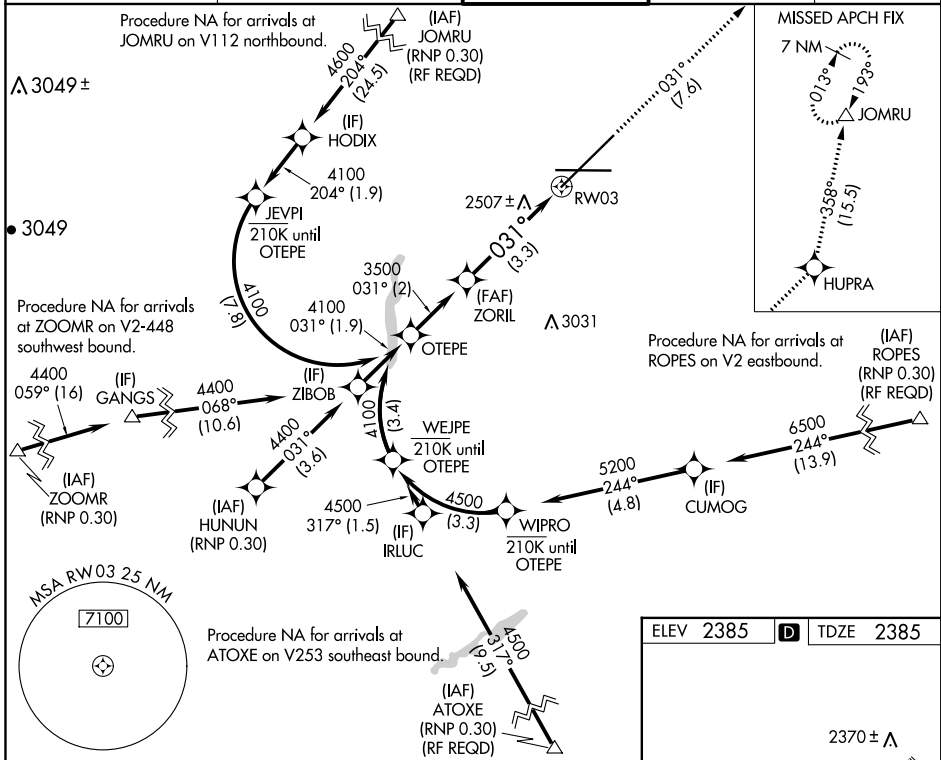 Procedure NA for arrivals at
JOMRU on V112 northbound.
(IAF)
JOMRU
(RNP 0.30)
(RF REQD)
4600
204°
(24.5)
MISSED APCH FIX
7 NM
013°
193°
JOMRU
358°
(15.5)
HUPRA
031°
(7.6)
3049 ±
(IF)
HODIX
4100
204° (1.9)
JEVPI
210K until
OTEPE
2507 ±
RW03
3049
031°
(3.3)
3500
031° (2)
(FAF)
ZORIL
4100
(7.8)
4100
031° (1.9)
OTEPE
3031
Procedure NA for arrivals
at ZOOMR on V2-448
southwest bound.
Procedure NA for arrivals at
ROPES on V2 eastbound.
(IAF)
ROPES
(RNP 0.30)
(RF REQD)
4400
059° (16)
(IF)
GANGS
4400
068°
(10.6)
(IF)
ZIBOB
4100
(3.4)
WEJPE
210K until
OTEPE
6500
244°
(13.9)
4400
031°
(3.6)
5200
244°
(4.8)
(IF)
CUMOG
(IAF)
ZOOMR
(RNP 0.30)
(IAF)
HUNUN
(RNP 0.30)
4500
317° (1.5)
(IF)
IRLUC
4500
(3.3)
WIPRO
210K until
OTEPE
MSA RW03 25 NM
7100
Procedure NA for arrivals at
ATOXE on V253 southeast bound.
4500
317°
(9.5)
(IAF)
ATOXE
(RNP 0.30)
(RF REQD)
ELEV 2385 D TDZE 2385
2370 ±